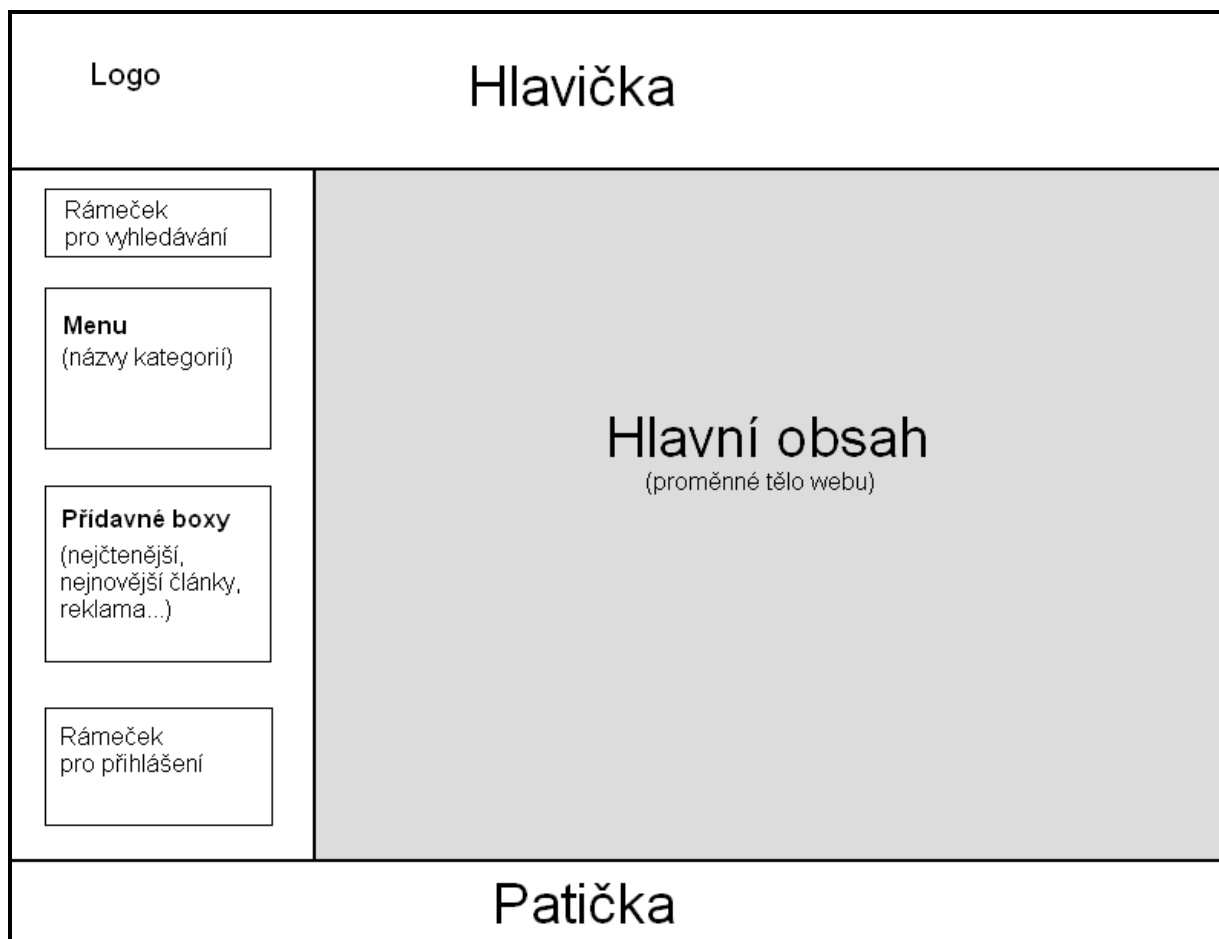 Logo
Hlavička
Rámeček
pro vyhledávání
Menu
(názvy kategorií)
Přídavné boxy
(nejčtenější,
nejnovější články,
reklama...)
Rámeček
pro přihlášení
Hlavní obsah
(proměnné tělo webu)
Patička